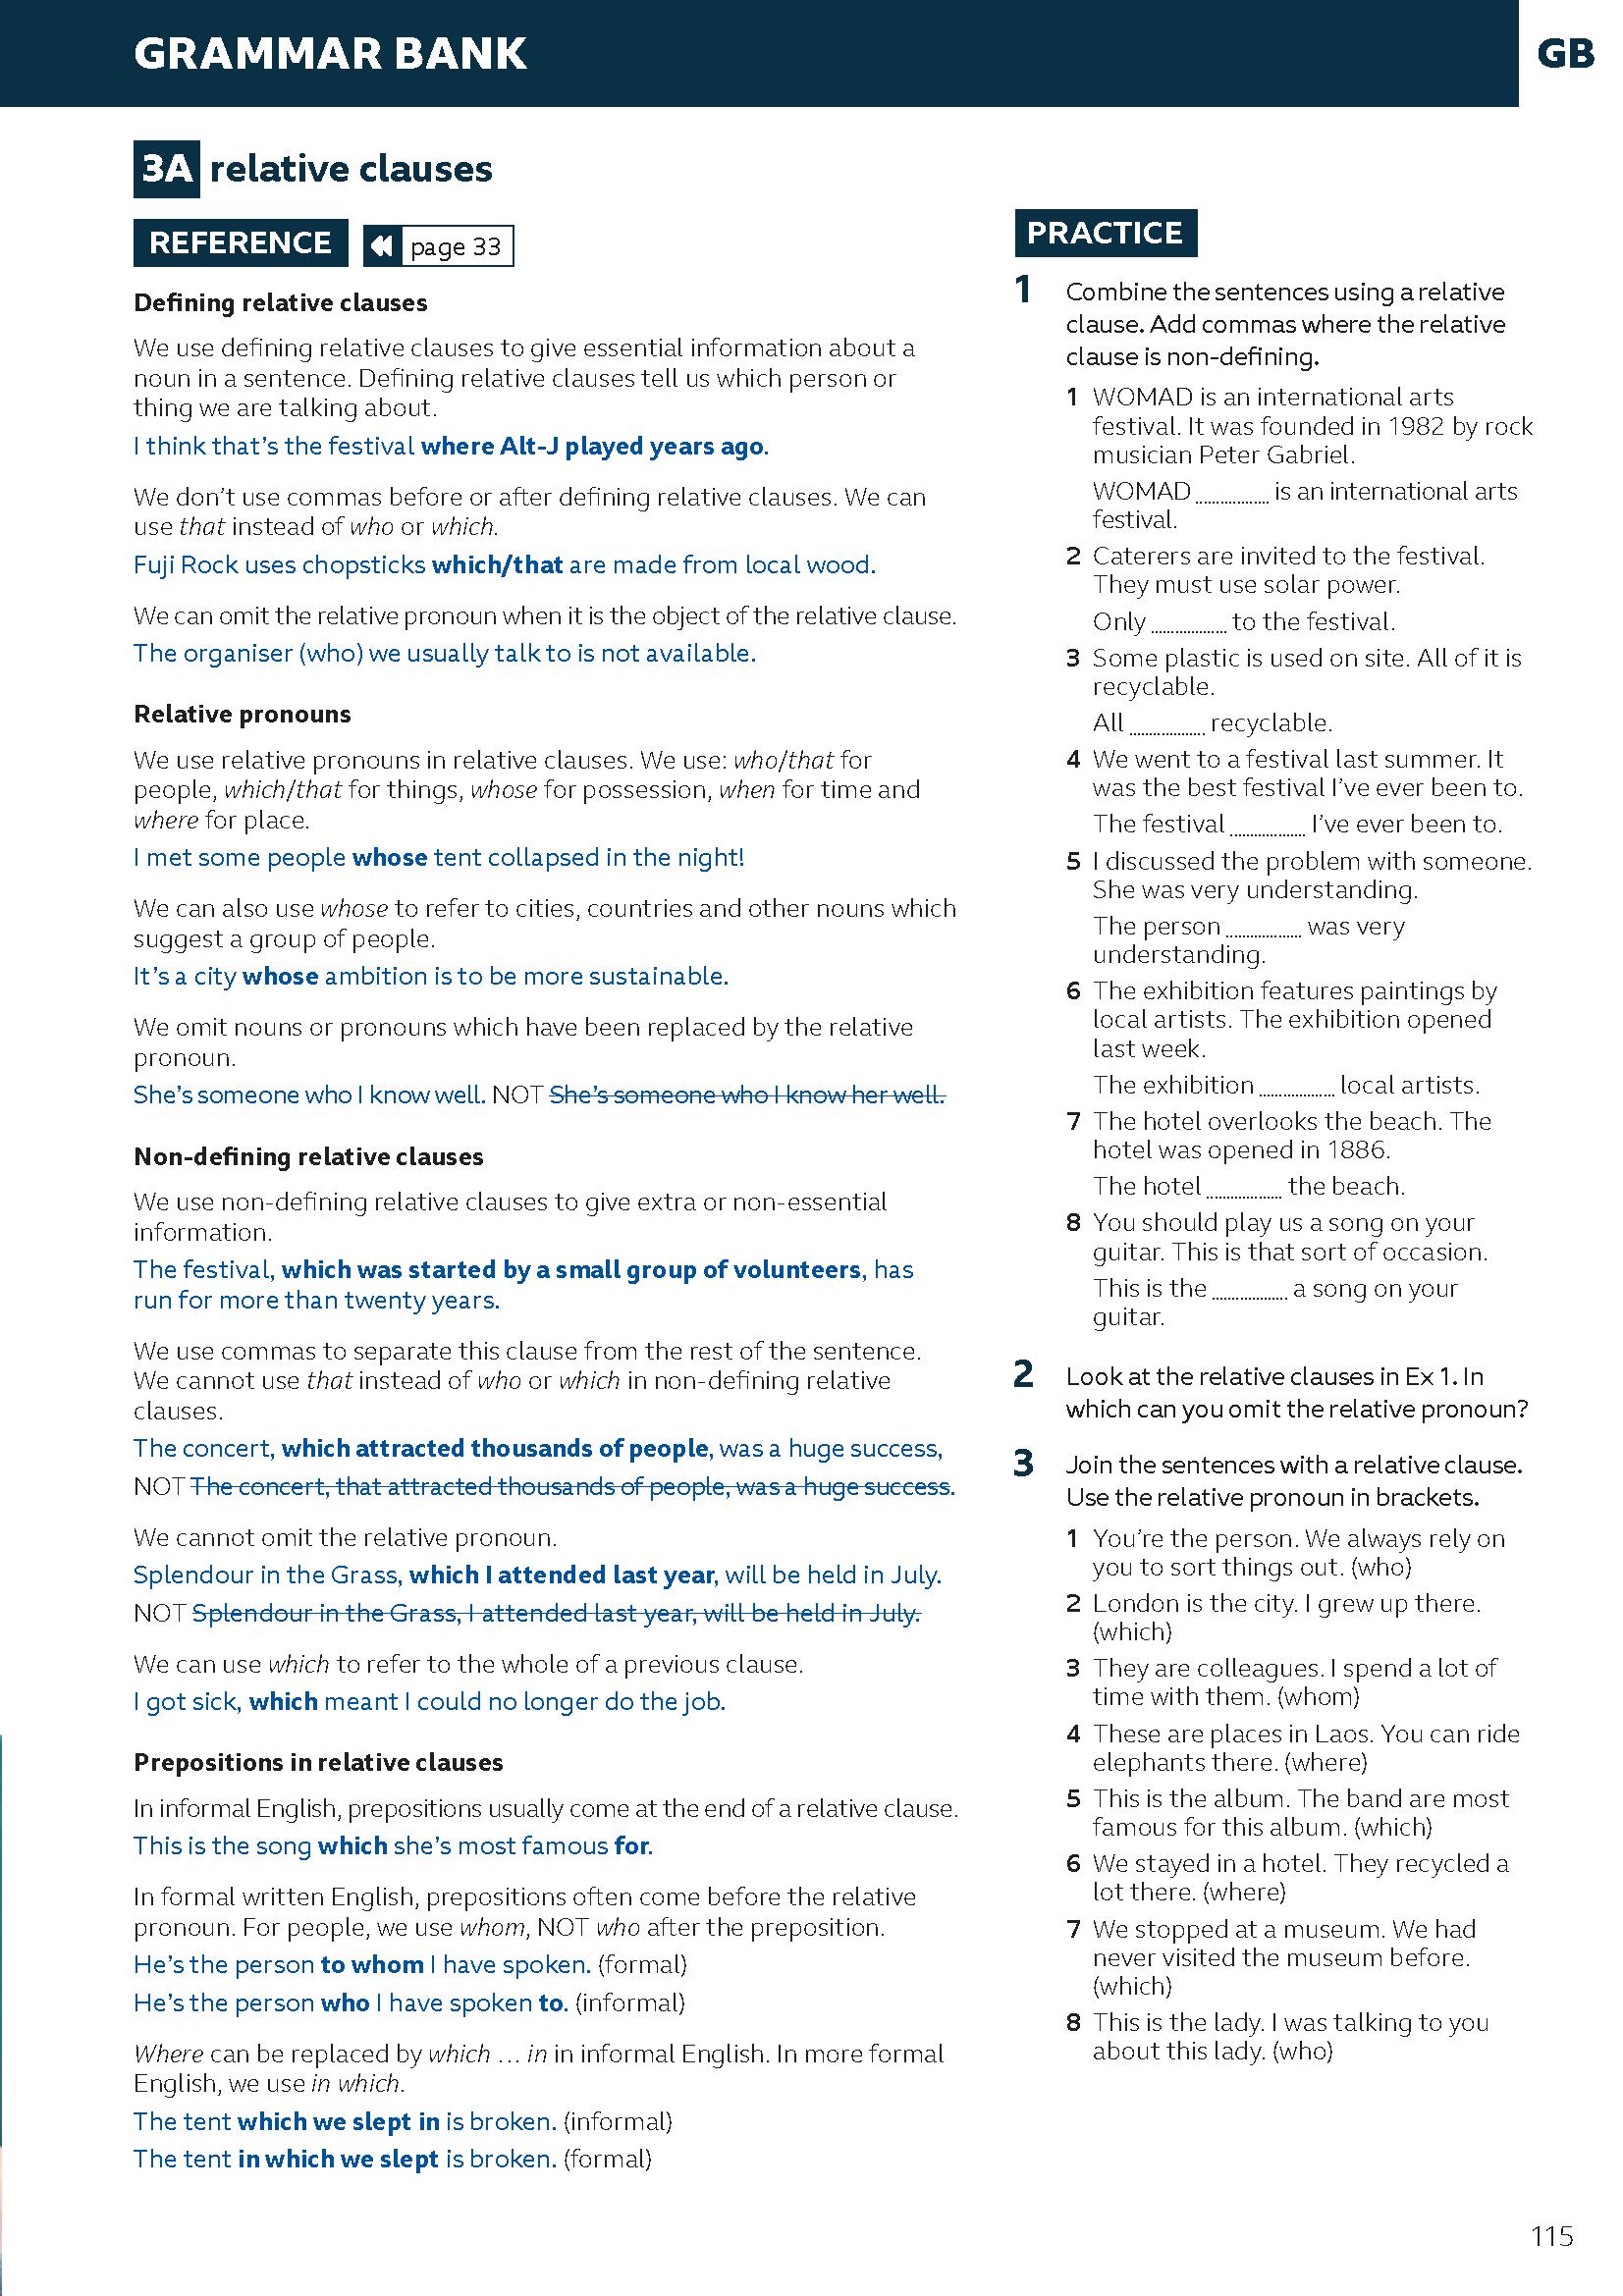 GRAMMAR BANK
GB
3A relative clauses
REFERENCE
page 33
Defining relative clauses
We use defining relative clauses to give essential information about a
noun in a sentence. Defining relative clauses tell us which person or
thing we are talking about.
I think that's the festival where Alt-J played years ago.
We don't use commas before or after defining relative clauses. We can
use that instead of who or which.
Fuji Rock uses chopsticks which/that are made from local wood.
We can omit the relative pronoun when it is the object of the relative clause.
The organiser (who) we usually talk to is not available.
Relative pronouns
We use relative pronouns in relative clauses. We use: who/that for
people, which/that for things, whose for possession, when for time and
where for place.
I met some people whose tent collapsed in the night!
We can also use whose to refer to cities, countries and other nouns which
suggest a group of people.
It's a city whose ambition is to be more sustainable.
We omit nouns or pronouns which have been replaced by the relative
pronoun.
She's someone who I know well. NOT She's someone who I know her well.
Non-defining relative clauses
We use non-defining relative clauses to give extra or non-essential
information.
The festival, which was started by a small group of volunteers, has
run for more than twenty years.
We use commas to separate this clause from the rest of the sentence.
We cannot use that instead of who or which in non-defining relative
clauses.
The concert, which attracted thousands of people, was a huge success,
NOT The concert, that attracted thousands of people, was a huge success.
We cannot omit the relative pronoun.
Splendour in the Grass, which I attended last year, will be held in July.
NOT Splendour in the Grass, I attended last year, will be held in July.
We can use which to refer to the whole of a previous clause.
I got sick, which meant I could no longer do the job.
Prepositions in relative clauses
In informal English, prepositions usually come at the end of a relative clause.
This is the song which she's most famous for.
In formal written English, prepositions often come before the relative
pronoun. For people, we use whom, NOT who after the preposition.
He's the person to whom I have spoken. (formal)
He's the person who I have spoken to. (informal)
Where can be replaced by which … in in informal English. In more formal
English, we use in which.
The tent which we slept in is broken. (informal)
The tent in which we slept is broken. (formal)
PRACTICE
1 Combine the sentences using a relative
clause. Add commas where the relative
clause is non-defining.
1 WOMAD is an international arts
festival. It was founded in 1982 by rock
musician Peter Gabriel.
WOMAD .................. is an international arts
festival.
2 Caterers are invited to the festival.
They must use solar power.
Only .................. to the festival.
3 Some plastic is used on site. All of it is
recyclable.
All .................. recyclable.
4 We went to a festival last summer. It
was the best festival I've ever been to.
The festival .................. I've ever been to.
5 I discussed the problem with someone.
She was very understanding.
The person .................. was very
understanding.
6 The exhibition features paintings by
local artists. The exhibition opened
last week.
The exhibition .................. local artists.
7 The hotel overlooks the beach. The
hotel was opened in 1886.
The hotel .................. the beach.
8 You should play us a song on your
guitar. This is that sort of occasion.
This is the .................. a song on your
guitar.
2 Look at the relative clauses in Ex 1. In
which can you omit the relative pronoun?
3 Join the sentences with a relative clause.
Use the relative pronoun in brackets.
1 You're the person. We always rely on
you to sort things out. (who)
2 London is the city. I grew up there.
(which)
3 They are colleagues. I spend a lot of
time with them. (whom)
4 These are places in Laos. You can ride
elephants there. (where)
5 This is the album. The band are most
famous for this album. (which)
6 We stayed in a hotel. They recycled a
lot there. (where)
7 We stopped at a museum. We had
never visited the museum before.
(which)
8 This is the lady. I was talking to you
about this lady. (who)
115